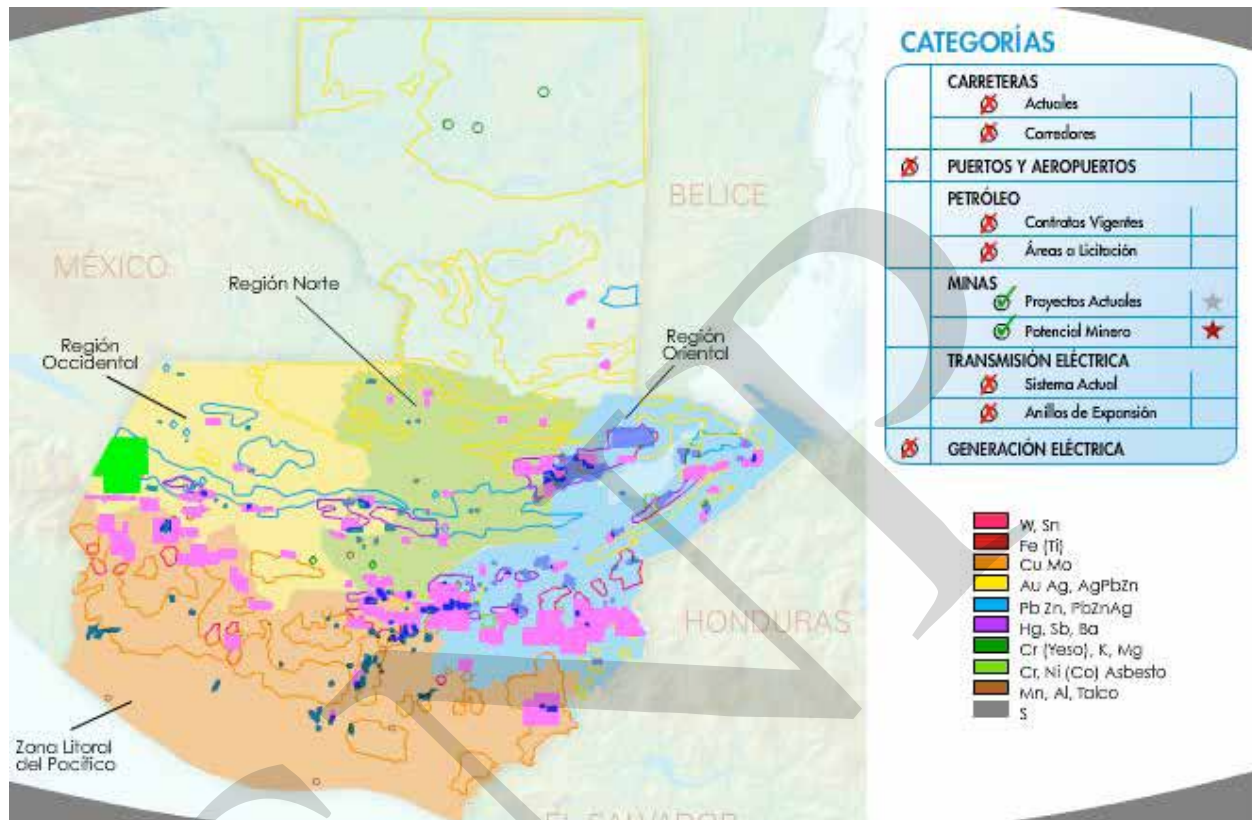 MÉXICO
BELICE
Región Norte
Región
Occidental
Región
Oriental
HONDURAS
Zona Litoral
del Pacífico
EL SALVADOR
CATEGORÍAS
CARRETERAS
Actuales
Corredores
PUERTOS Y AEROPUERTOS
PETRÓLEO
Contratos Vigentes
Áreas a Licitación
MINAS
Proyectos Actuales
Potencial Minero
TRANSMISIÓN ELÉCTRICA
Sistema Actual
Anillos de Expansión
GENERACIÓN ELÉCTRICA
W, Sn
Fe (Ti)
Cu Mo
Au Ag, AgPbZn
Pb Zn, PbZnAg
Hg, Sb, Ba
Cr (Yeso), K, Mg
Cr, Ni (Co) Asbesto
Mn, Al, Talco
S